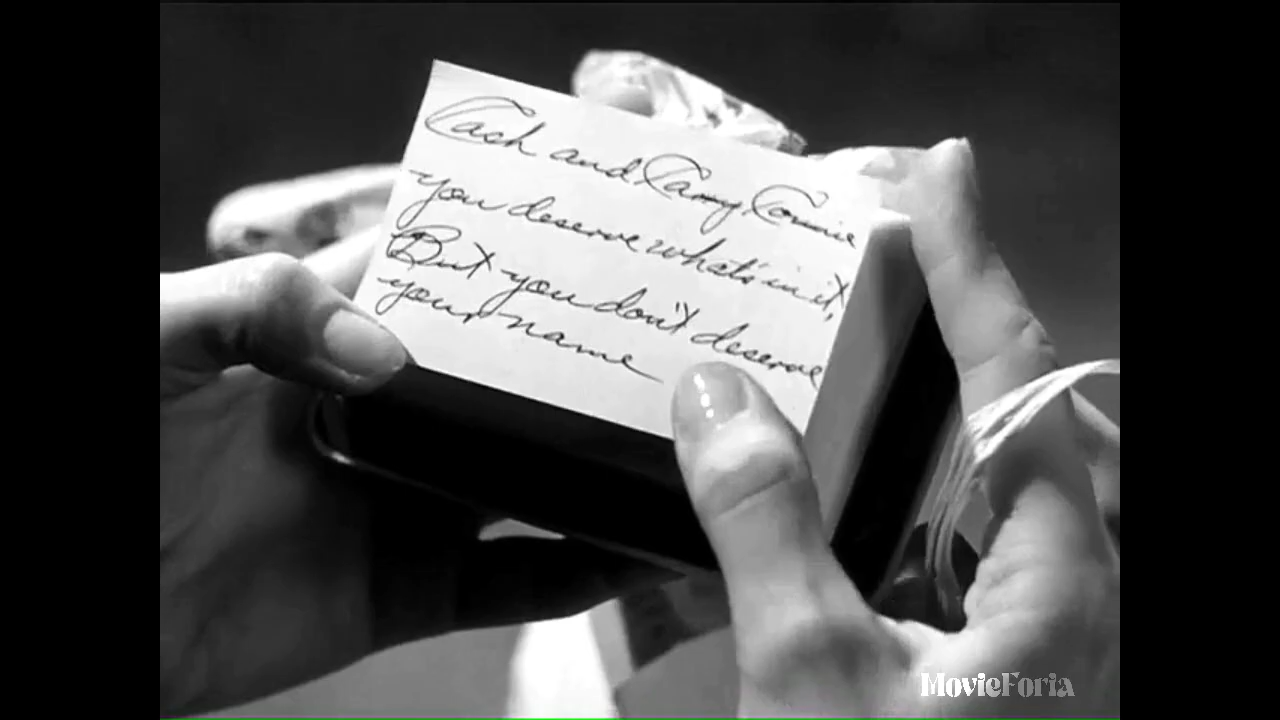 Cash and Carry Connie
you deserve what's in it,
But you don't deserve
your name
MovieForia